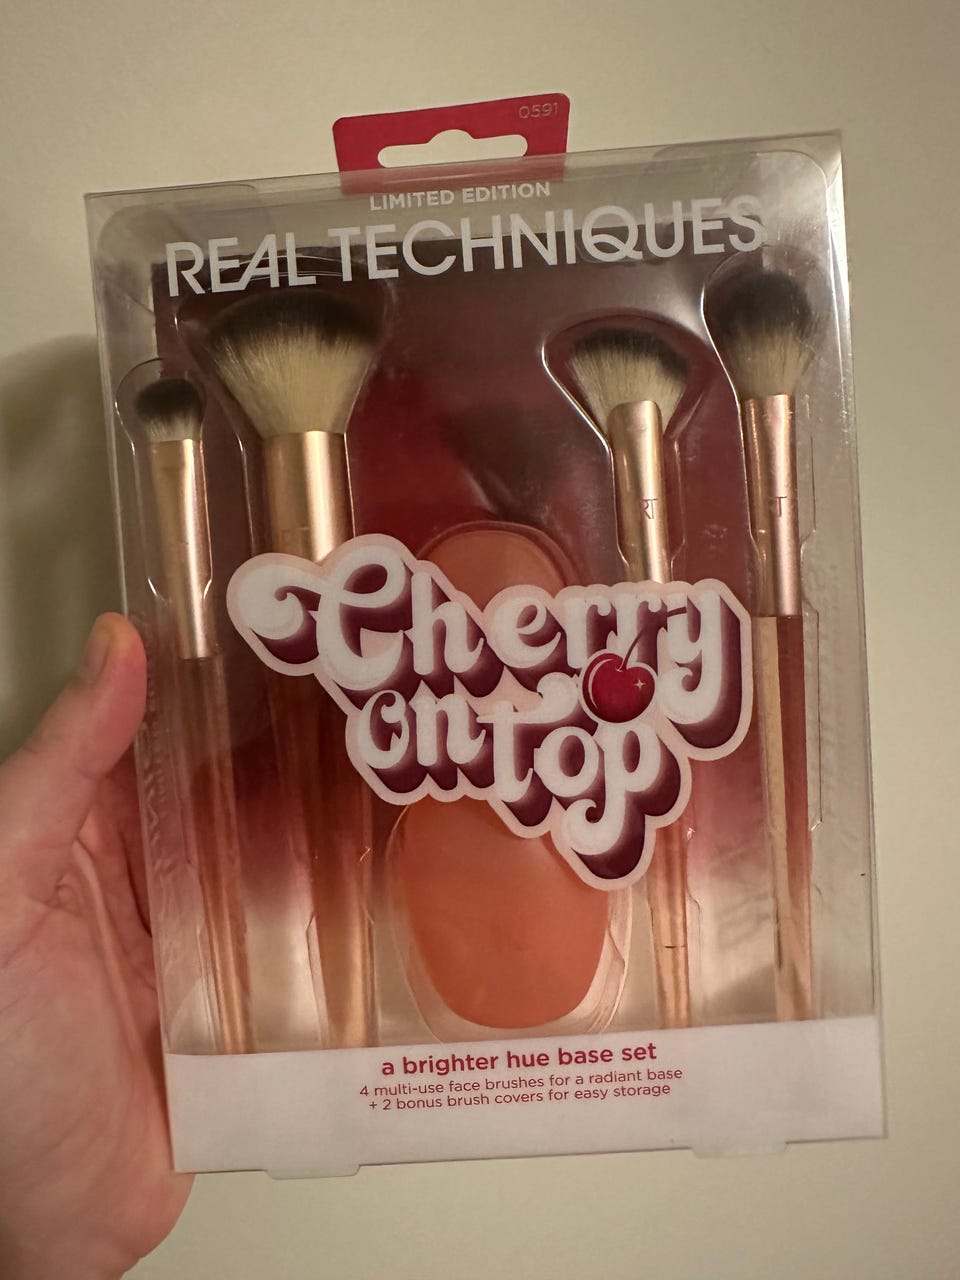 Q591
LIMITED EDITION
REAL TECHNIQUES
RT
Cherry
on top
a brighter hue base set
4 multi-use face brushes for a radiant base
+ 2 bonus brush covers for easy storage